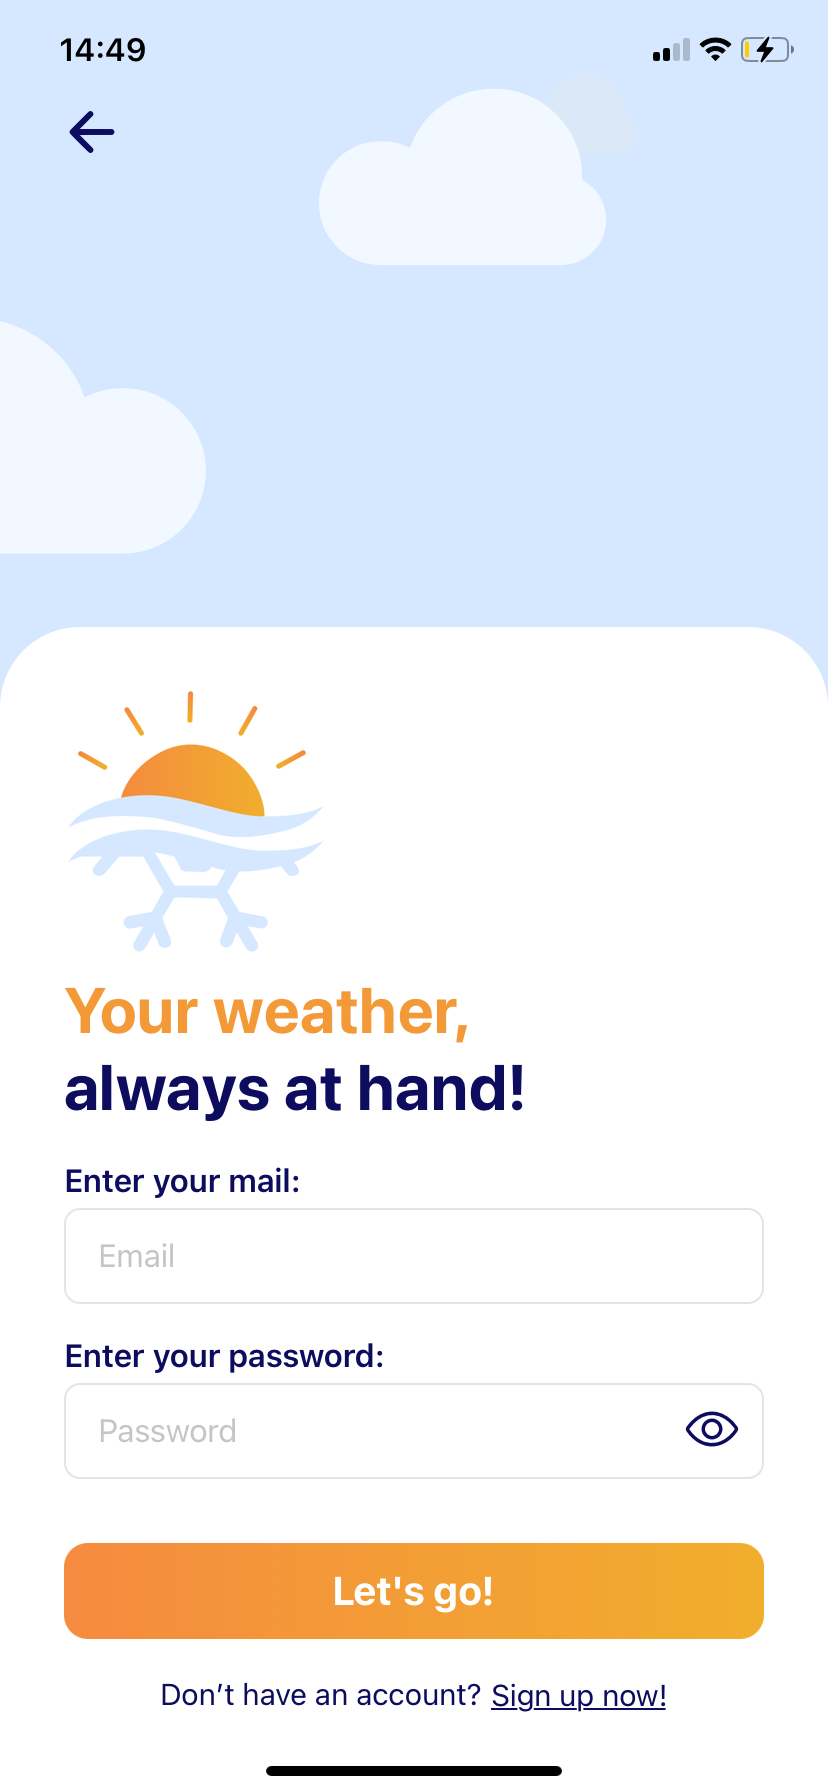 14:49
Your weather,
always at hand!
Enter your mail:
Email
Enter your password:
Password
Let's go!
Don’t have an account? Sign up now!